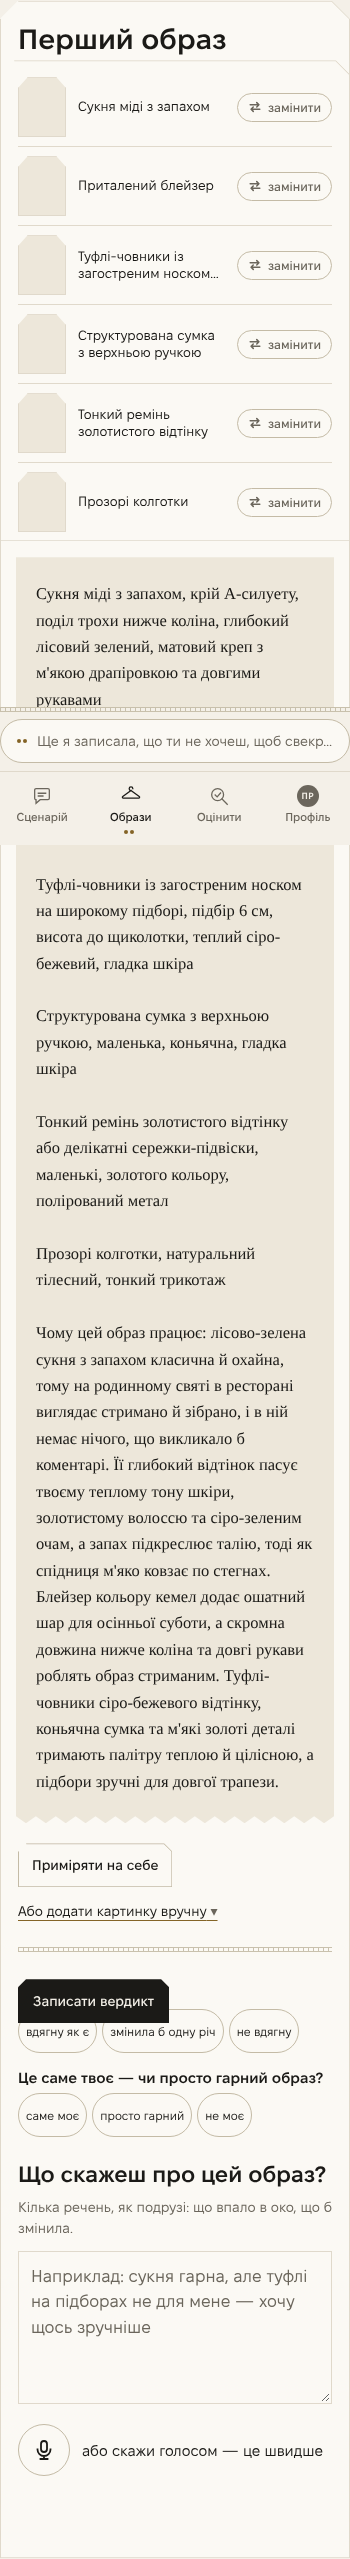 Перший образ
Сукня міді з запахом
замінити
Приталений блейзер
замінити
Туфлі-човники із
загостреним носком...
замінити
Структурована сумка
з верхньою ручкою
замінити
Тонкий ремінь
золотистого відтінку
замінити
Прозорі колготки
замінити
Сукня міді з запахом, крій А-силуету,
поділ трохи нижче коліна, глибокий
лісовий зелений, матовий креп з
м'якою драпіровкою та довгими
рукавами
Ще я записала, що ти не хочеш, щоб свекр...
Сценарій
Образи
Оцінити
ПР
Профіль
Туфлі-човники із загостреним носком
на широкому підборі, підбір 6 см,
висота до щиколотки, теплий сіро-
бежевий, гладка шкіра
Структурована сумка з верхньою
ручкою, маленька, коньячна, гладка
шкіра
Тонкий ремінь золотистого відтінку
або делікатні сережки-підвіски,
маленькі, золотого кольору,
полірований метал
Прозорі колготки, натуральний
тілесний, тонкий трикотаж
Чому цей образ працює: лісово-зелена
сукня з запахом класична й охайна,
тому на родинному святі в ресторані
виглядає стримано й зібрано, і в ній
немає нічого, що викликало б
коментарі. Її глибокий відтінок пасує
твоєму теплому тону шкіри,
золотистому волоссю та сіро-зеленим
очам, а запах підкреслює талію, тоді як
спідниця м'яко ковзає по стегнах.
Блейзер кольору кемел додає ошатний
шар для осінньої суботи, а скромна
довжина нижче коліна та довгі рукави
роблять образ стриманим. Туфлі-
човники сіро-бежевого відтінку,
коньячна сумка та м'які золоті деталі
тримають палітру теплою й цілісною, а
підбори зручні для довгої трапези.
Приміряти на себе
Або додати картинку вручну ▾
Записати вердикт
вдягну як є
змінила б одну річ
не вдягну
Це саме твоє — чи просто гарний образ?
саме моє
просто гарний
не моє
Що скажеш про цей образ?
Кілька речень, як подрузі: що впало в око, що б
змінила.
Наприклад: сукня гарна, але туфлі
на підборах не для мене — хочу
щось зручніше
або скажи голосом — це швидше